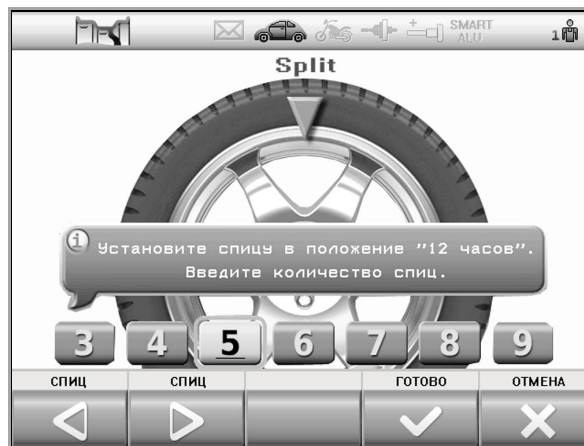 SMART
ALU
1
Split
Установите спицу в положение "12 часов".
Введите количество спиц.
3 4 5 6 7 8 9
СПИЦ СПИЦ ГОТОВО ОТМЕНА